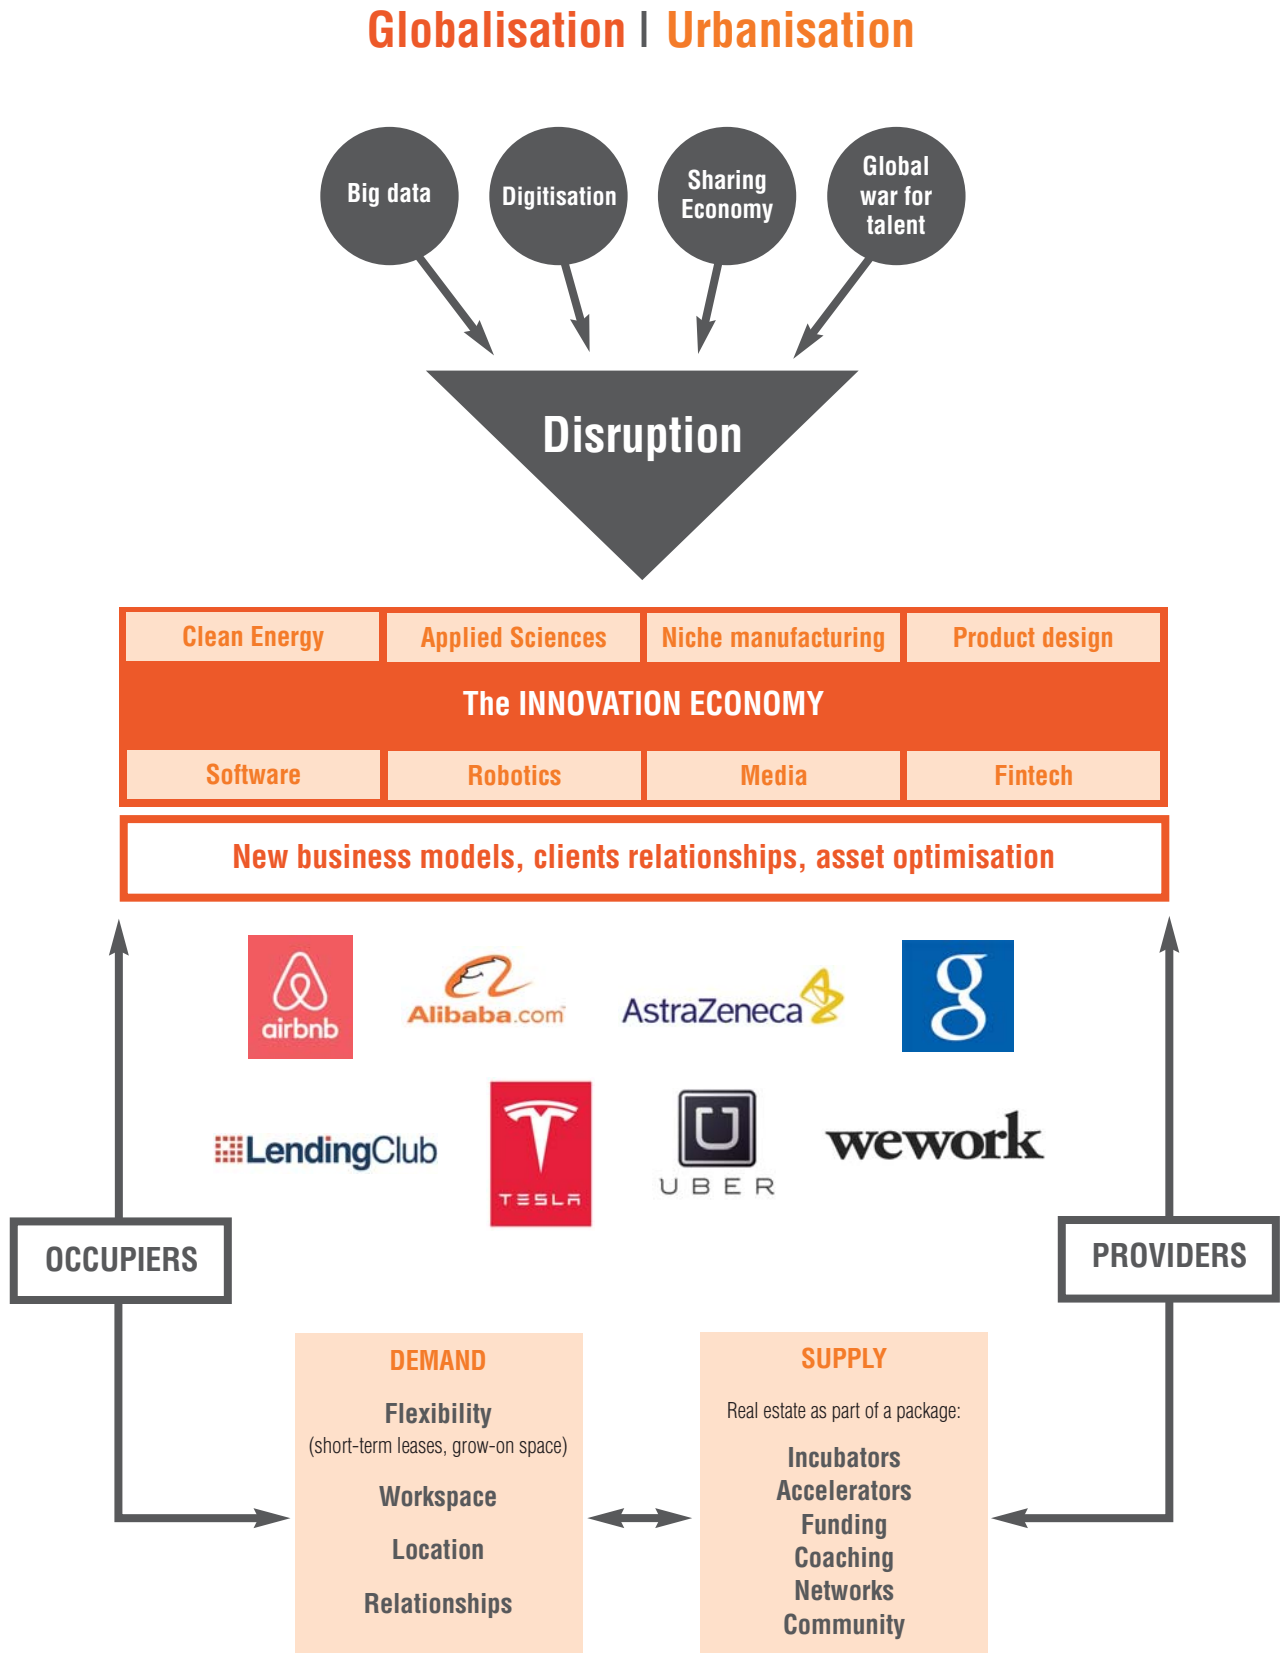 Globalisation | Urbanisation
Big data
Digitisation
Sharing
Economy
Global
war for
talent
Disruption
Clean Energy
Applied Sciences
Niche manufacturing
Product design
The INNOVATION ECONOMY
Software
Robotics
Media
Fintech
New business models, clients relationships, asset optimisation
airbnb
Alibaba.com
AstraZeneca
g
LendingClub
TESLA
UBER
wework
OCCUPIERS
PROVIDERS
DEMAND
Flexibility
(short-term leases, grow-on space)
Workspace
Location
Relationships
SUPPLY
Real estate as part of a package:
Incubators
Accelerators
Funding
Coaching
Networks
Community